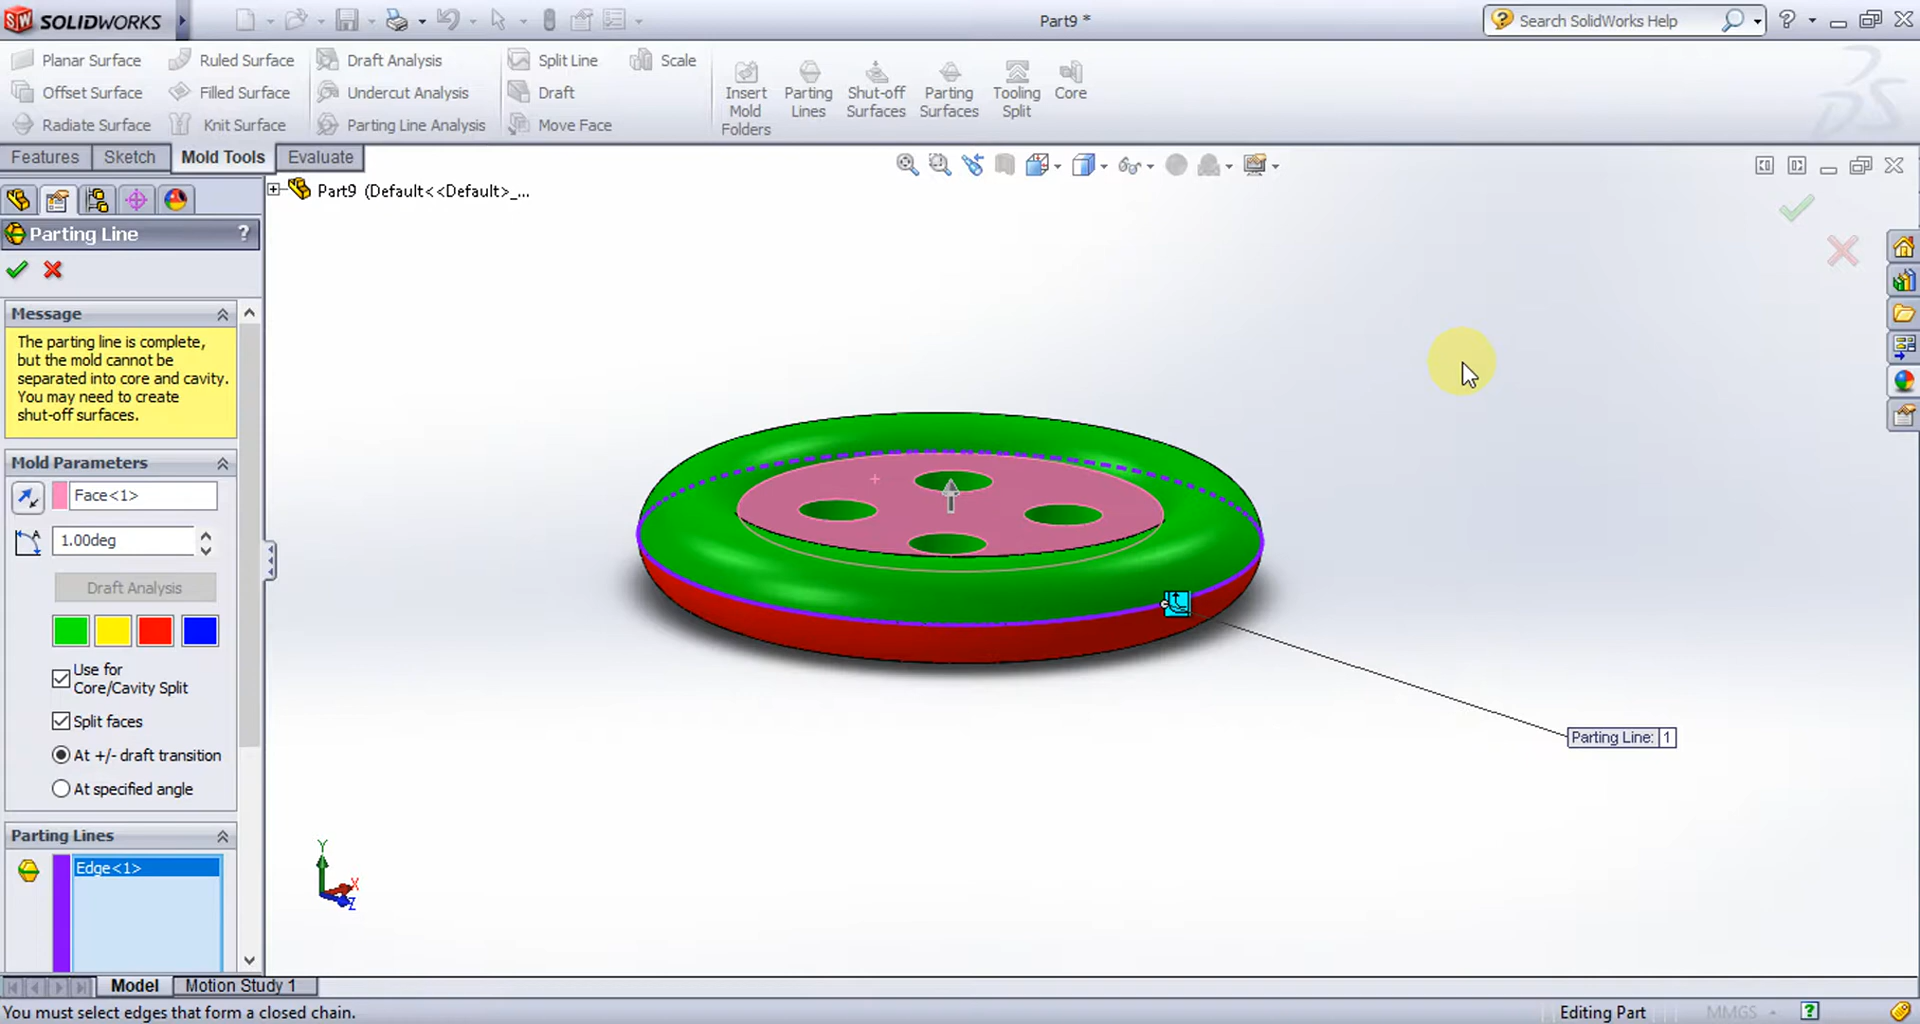 SOLIDWORKS
Part9 *
Search SolidWorks Help
Planar Surface
Ruled Surface
Draft Analysis
Split Line
Scale
Offset Surface
Filled Surface
Undercut Analysis
Draft
Radiate Surface
Knit Surface
Parting Line Analysis
Move Face
Insert
Mold
Folders
Parting
Lines
Shut-off
Surfaces
Parting
Surfaces
Tooling
Split
Core
Features
Sketch
Mold Tools
Evaluate
Part9 (Default<<Default>_...
Parting Line
?
Message
The parting line is complete,
but the mold cannot be
separated into core and cavity.
You may need to create
shut-off surfaces.
Mold Parameters
Face<1>
1.00deg
Draft Analysis
Use for
Core/Cavity Split
Split faces
At +/- draft transition
At specified angle
Parting Lines
Edge<1>
Parting Line: 1
Y
X
Z
Model
Motion Study 1
You must select edges that form a closed chain.
Editing Part
MMGS
?